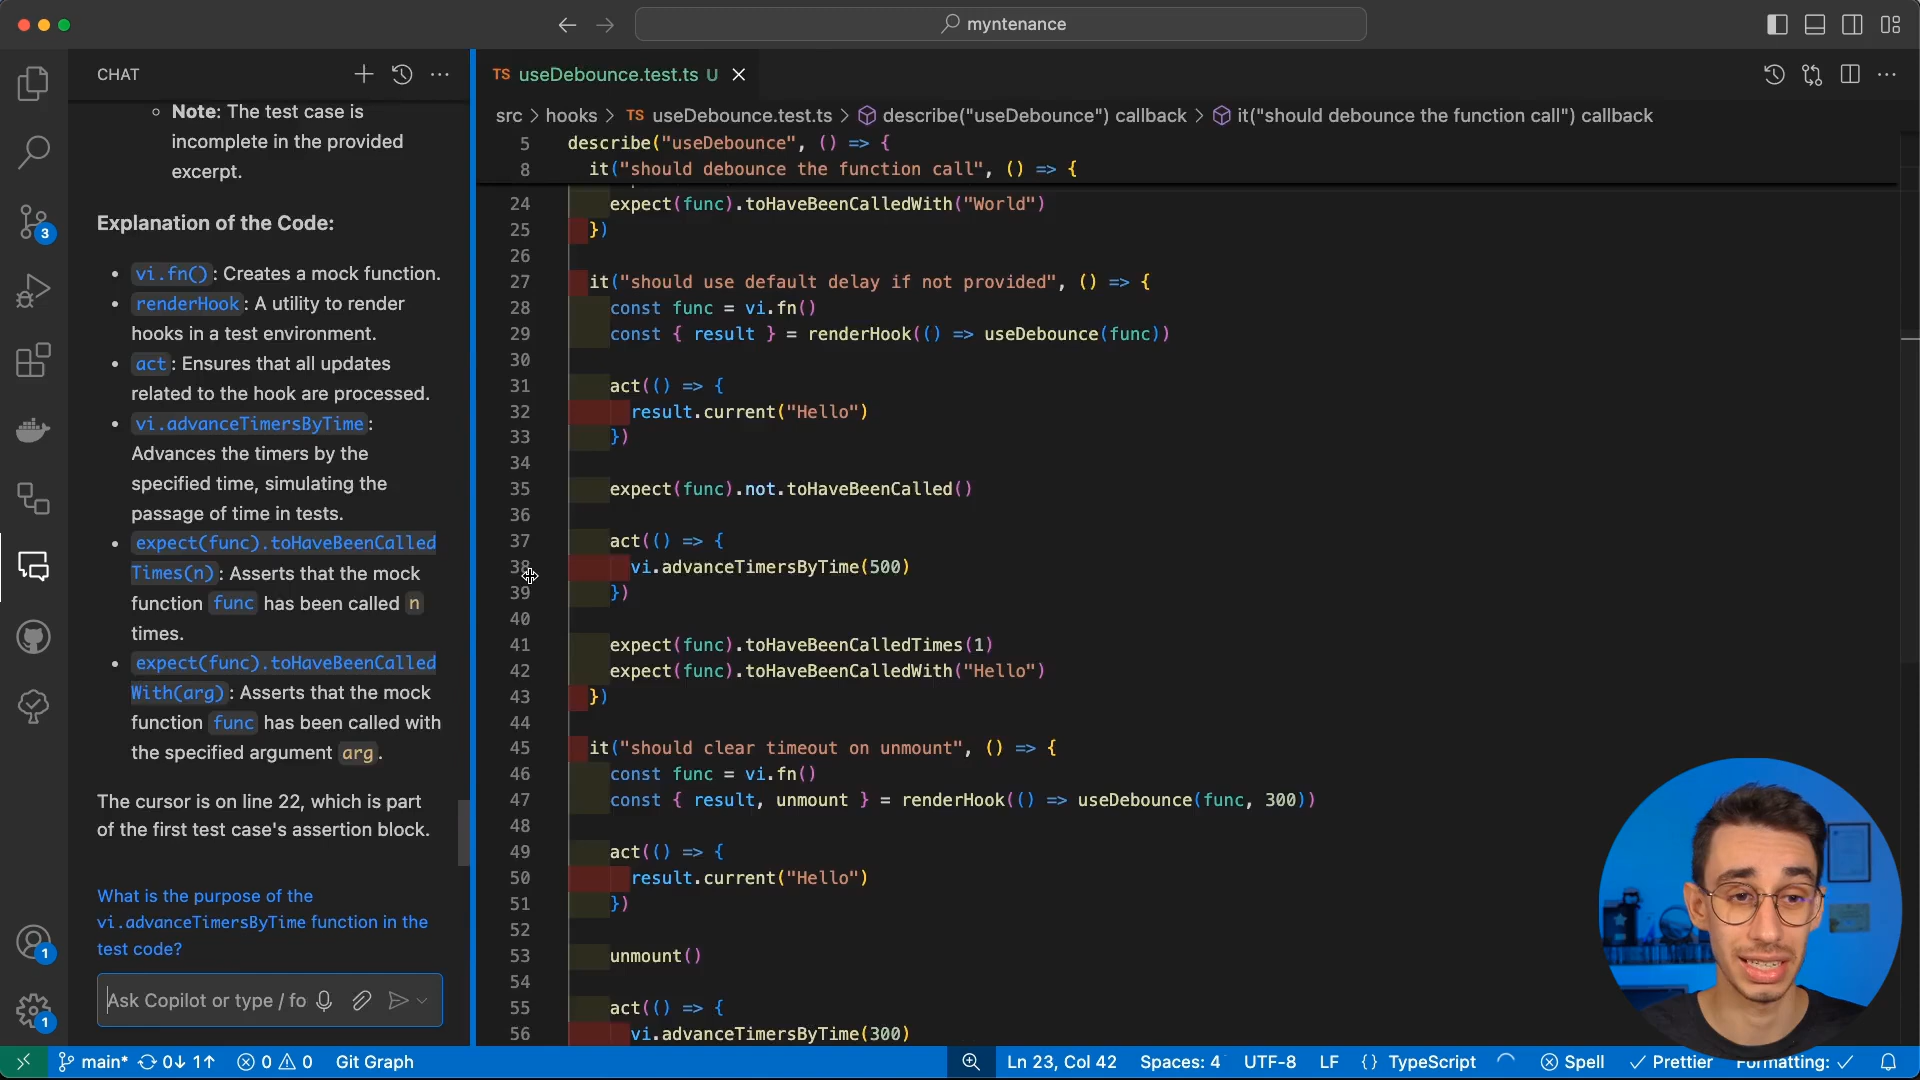 myntenance
CHAT
Note: The test case is
incomplete in the provided
excerpt.
Explanation of the Code:
vi.fn(): Creates a mock function.
renderHook: A utility to render
hooks in a test environment.
act: Ensures that all updates
related to the hook are processed.
vi.advanceTimersByTime:
Advances the timers by the
specified time, simulating the
passage of time in tests.
expect(func).toHaveBeenCalled
Times(n): Asserts that the mock
function func has been called n
times.
expect(func).toHaveBeenCalled
With(arg): Asserts that the mock
function func has been called with
the specified argument arg.
The cursor is on line 22, which is part
of the first test case's assertion block.
What is the purpose of the
vi.advanceTimersByTime function in the
test code?
Ask Copilot or type / fo
3
1
1
TS useDebounce.test.ts U
src > hooks > TS useDebounce.test.ts > describe("useDebounce") callback > it("should debounce the function call") callback
5 describe("useDebounce", () => {
8 it("should debounce the function call", () => {
24 expect(func).toHaveBeenCalledWith("World")
25 })
26
27 it("should use default delay if not provided", () => {
28 const func = vi.fn()
29 const { result } = renderHook(() => useDebounce(func))
30
31 act(() => {
32 result.current("Hello")
33 })
34
35 expect(func).not.toHaveBeenCalled()
36
37 act(() => {
38 vi.advanceTimersByTime(500)
39 })
40
41 expect(func).toHaveBeenCalledTimes(1)
42 expect(func).toHaveBeenCalledWith("Hello")
43 })
44
45 it("should clear timeout on unmount", () => {
46 const func = vi.fn()
47 const { result, unmount } = renderHook(() => useDebounce(func, 300))
48
49 act(() => {
50 result.current("Hello")
51 })
52
53 unmount()
54
55 act(() => {
56 vi.advanceTimersByTime(300)
main* 0↓ 1↑ 0 0 Git Graph Ln 23, Col 42 Spaces: 4 UTF-8 LF {} TypeScript Spell Prettier Formatting: